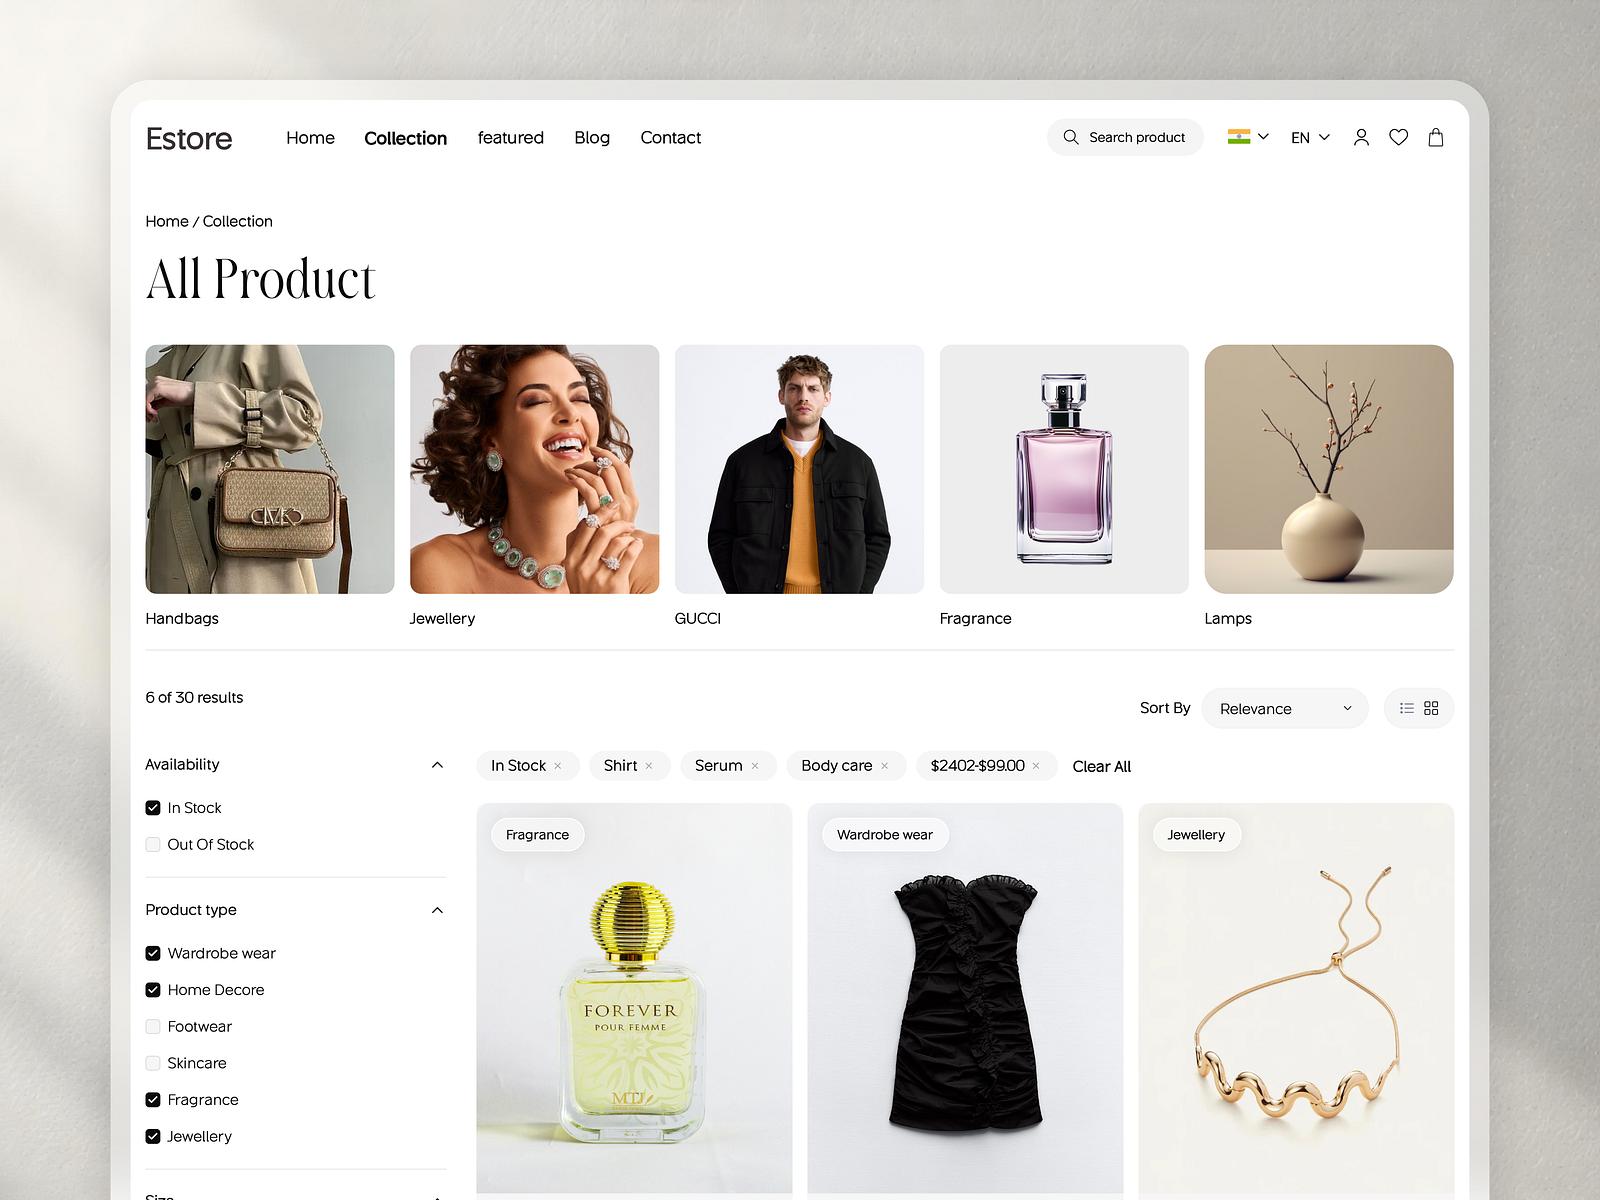 Estore
Home Collection featured Blog Contact
Search product
EN
Home / Collection
All Product
Handbags
Jewellery
GUCCI
Fragrance
Lamps
6 of 30 results
Sort By
Relevance
Availability
In Stock
Out Of Stock
Product type
Wardrobe wear
Home Decore
Footwear
Skincare
Fragrance
Jewellery
In Stock × Shirt × Serum × Body care × $2402-$99.00 × Clear All
Fragrance
FOREVER
POUR FEMME
MTJ
Wardrobe wear
Jewellery